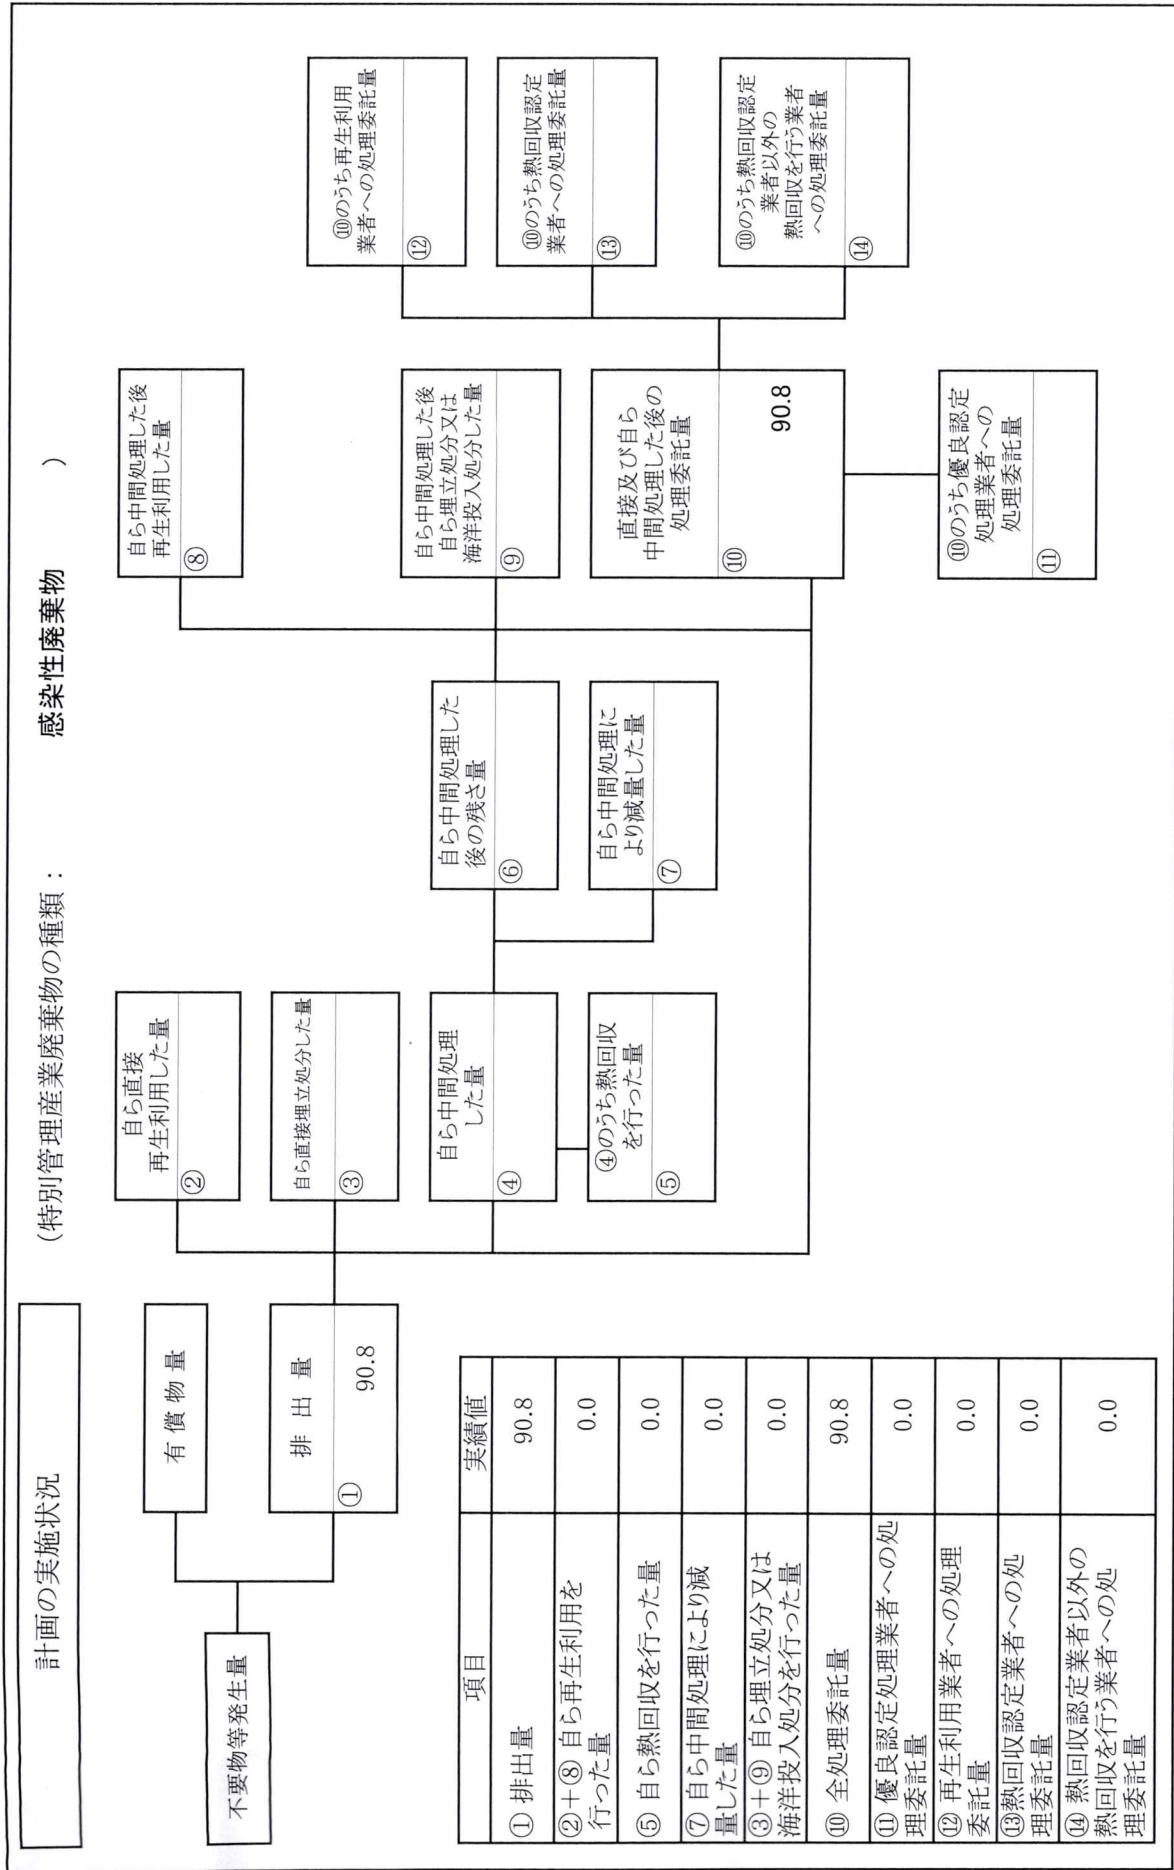 計画の実施状況
(特別管理産業廃棄物の種類：　感染性廃棄物　)
不要物等発生量
有償物量
排出量
①
90.8
自ら直接
再生利用した量
②
自ら直接埋立処分した量
③
自ら中間処理
した量
④
④のうち熱回収
を行った量
⑤
自ら中間処理した
後の残さ量
⑥
自ら中間処理に
より減量した量
⑦
自ら中間処理した後
再生利用した量
⑧
自ら中間処理した後
自ら埋立処分又は
海洋投入処分した量
⑨
直接及び自ら
中間処理した後の
処理委託量
⑩
90.8
⑩のうち優良認定
処理業者への
処理委託量
⑪
⑩のうち再生利用
業者への処理委託量
⑫
⑩のうち熱回収認定
業者への処理委託量
⑬
⑩のうち熱回収認定
業者以外の
熱回収を行う業者
への処理委託量
⑭
項目 実績値
① 排出量 90.8
②＋⑧ 自ら再生利用を
行った量 0.0
⑤ 自ら熱回収を行った量 0.0
⑦ 自ら中間処理により減
量した量 0.0
③＋⑨ 自ら埋立処分又は
海洋投入処分を行った量 0.0
⑩ 全処理委託量 90.8
⑪ 優良認定処理業者への処
理委託量 0.0
⑫ 再生利用業者への処理
委託量 0.0
⑬熱回収認定業者への処
理委託量 0.0
⑭ 熱回収認定業者以外の
熱回収を行う業者への処
理委託量 0.0